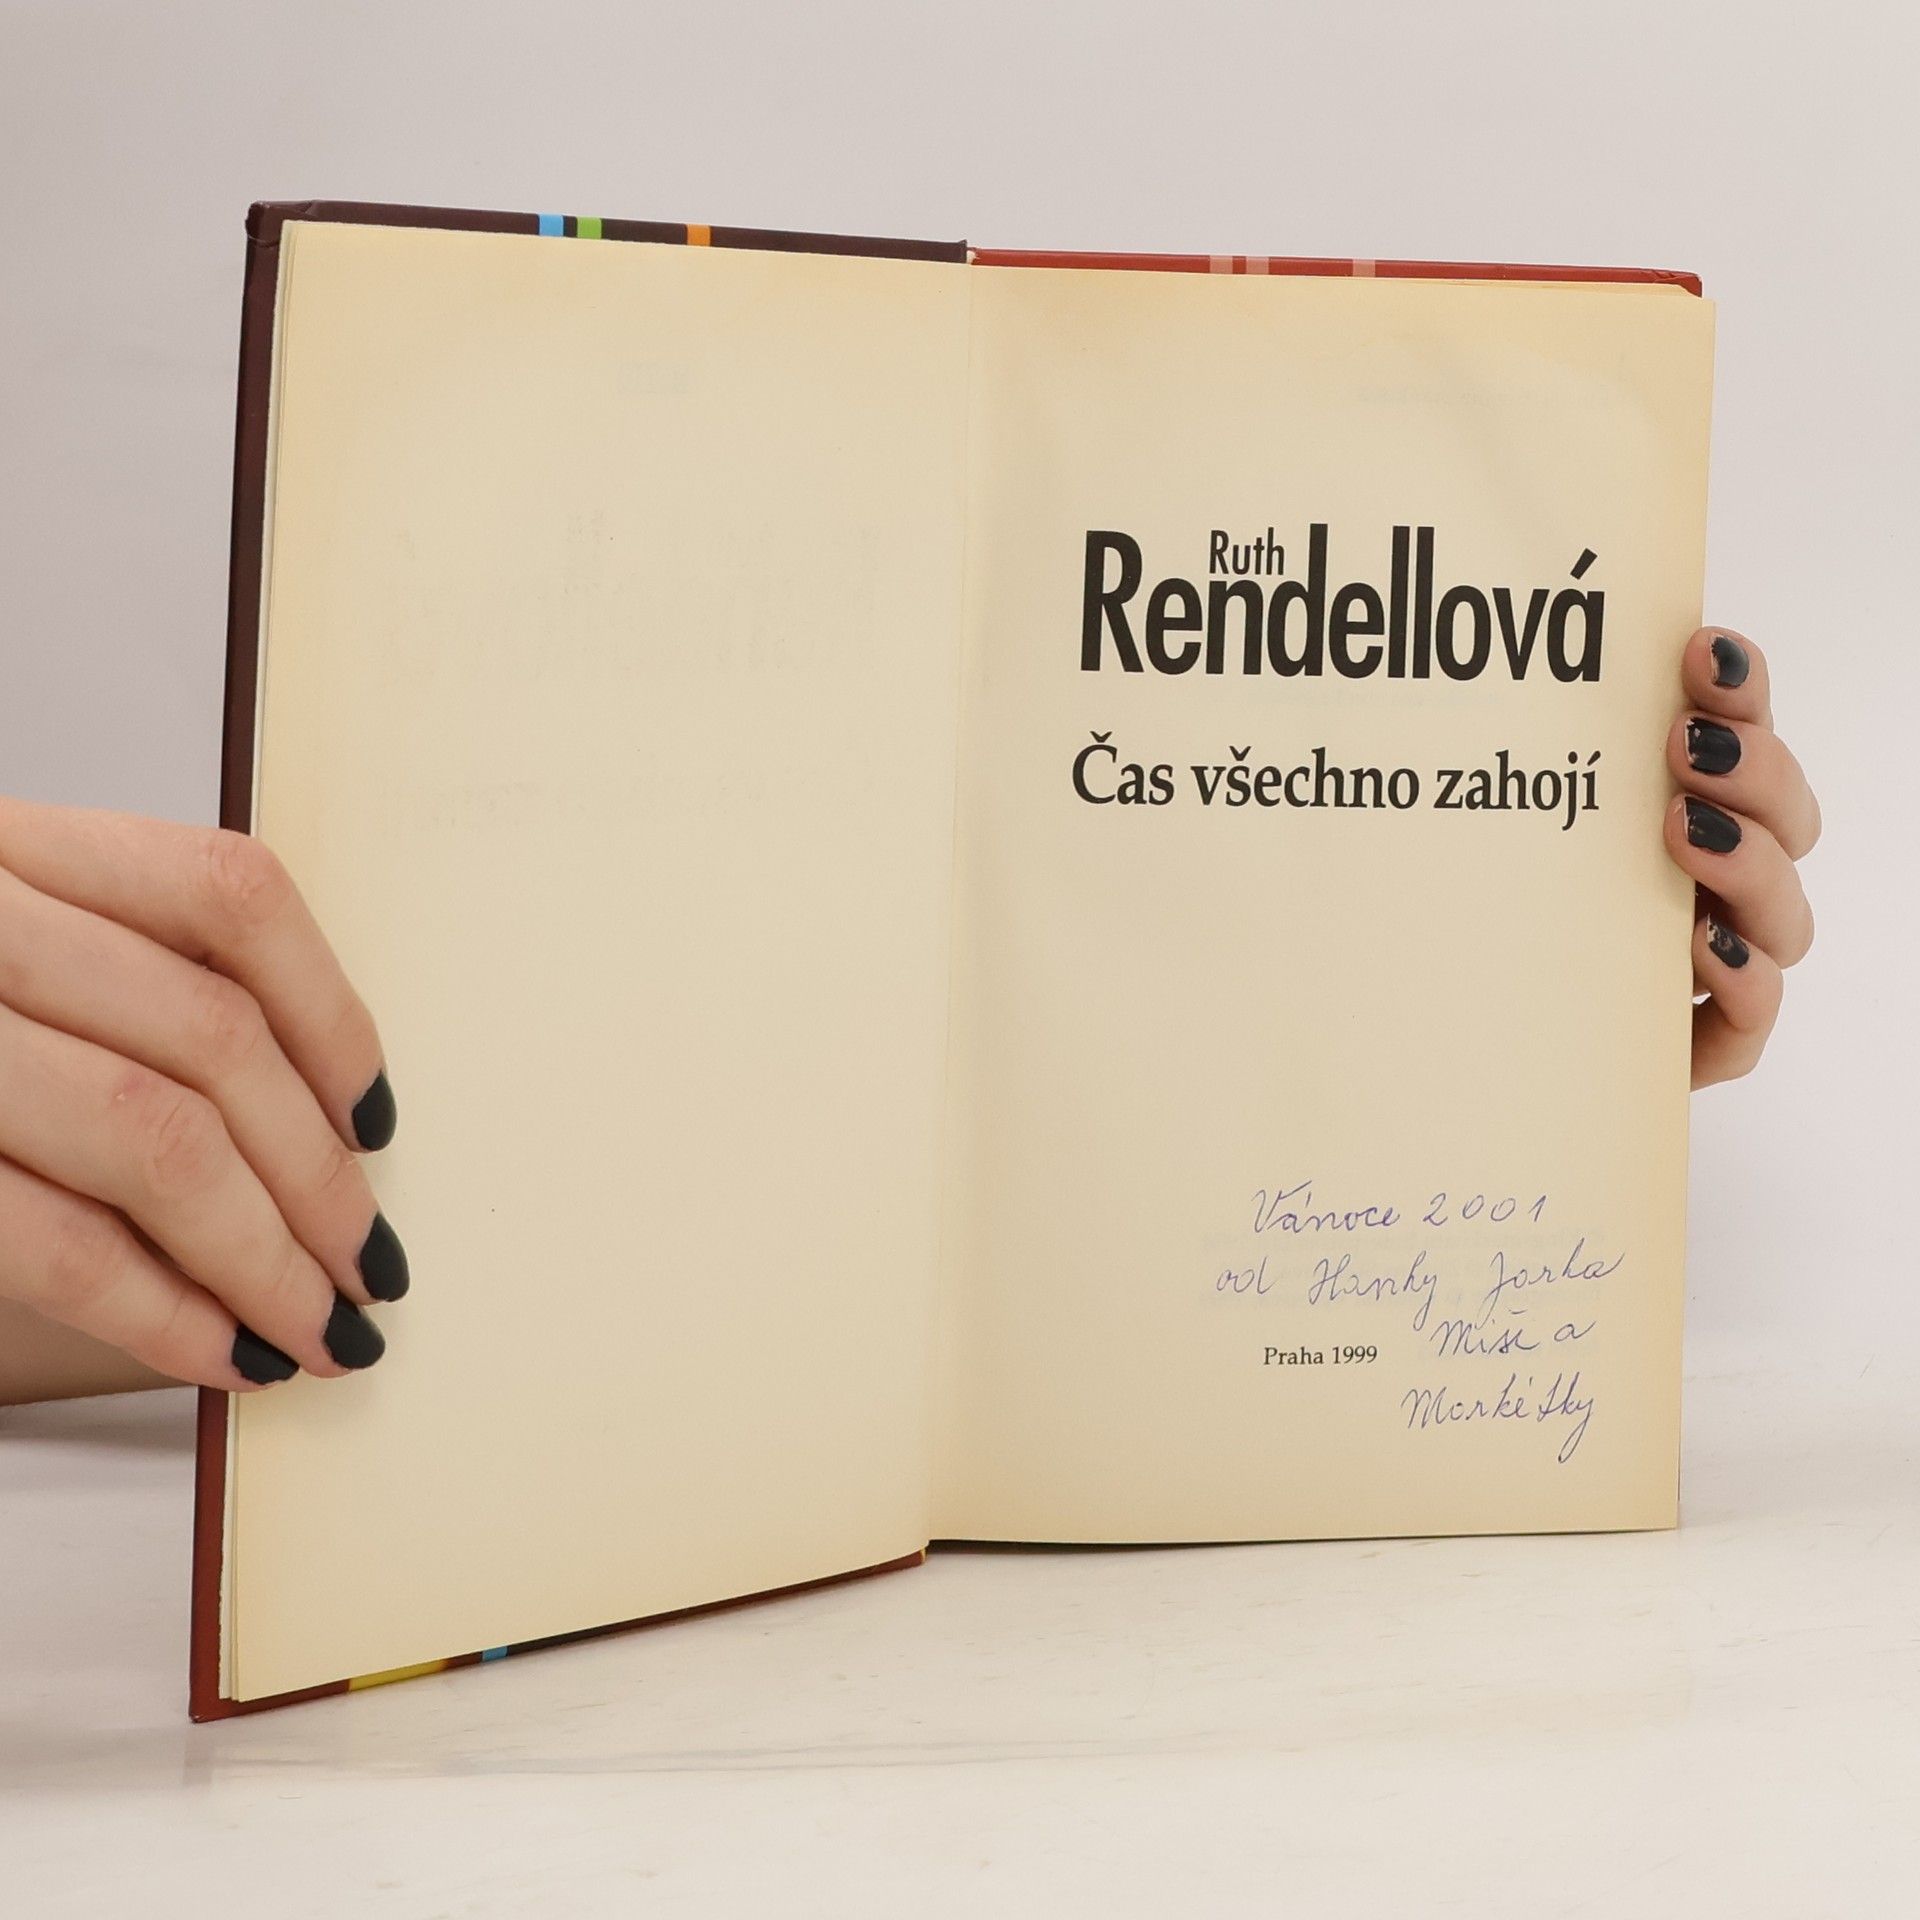 Ruth
Rendellová
Čas všechno zahojí
Vánoce 2001
od Hanky Jarka
Míši a
Praha 1999
Markétky